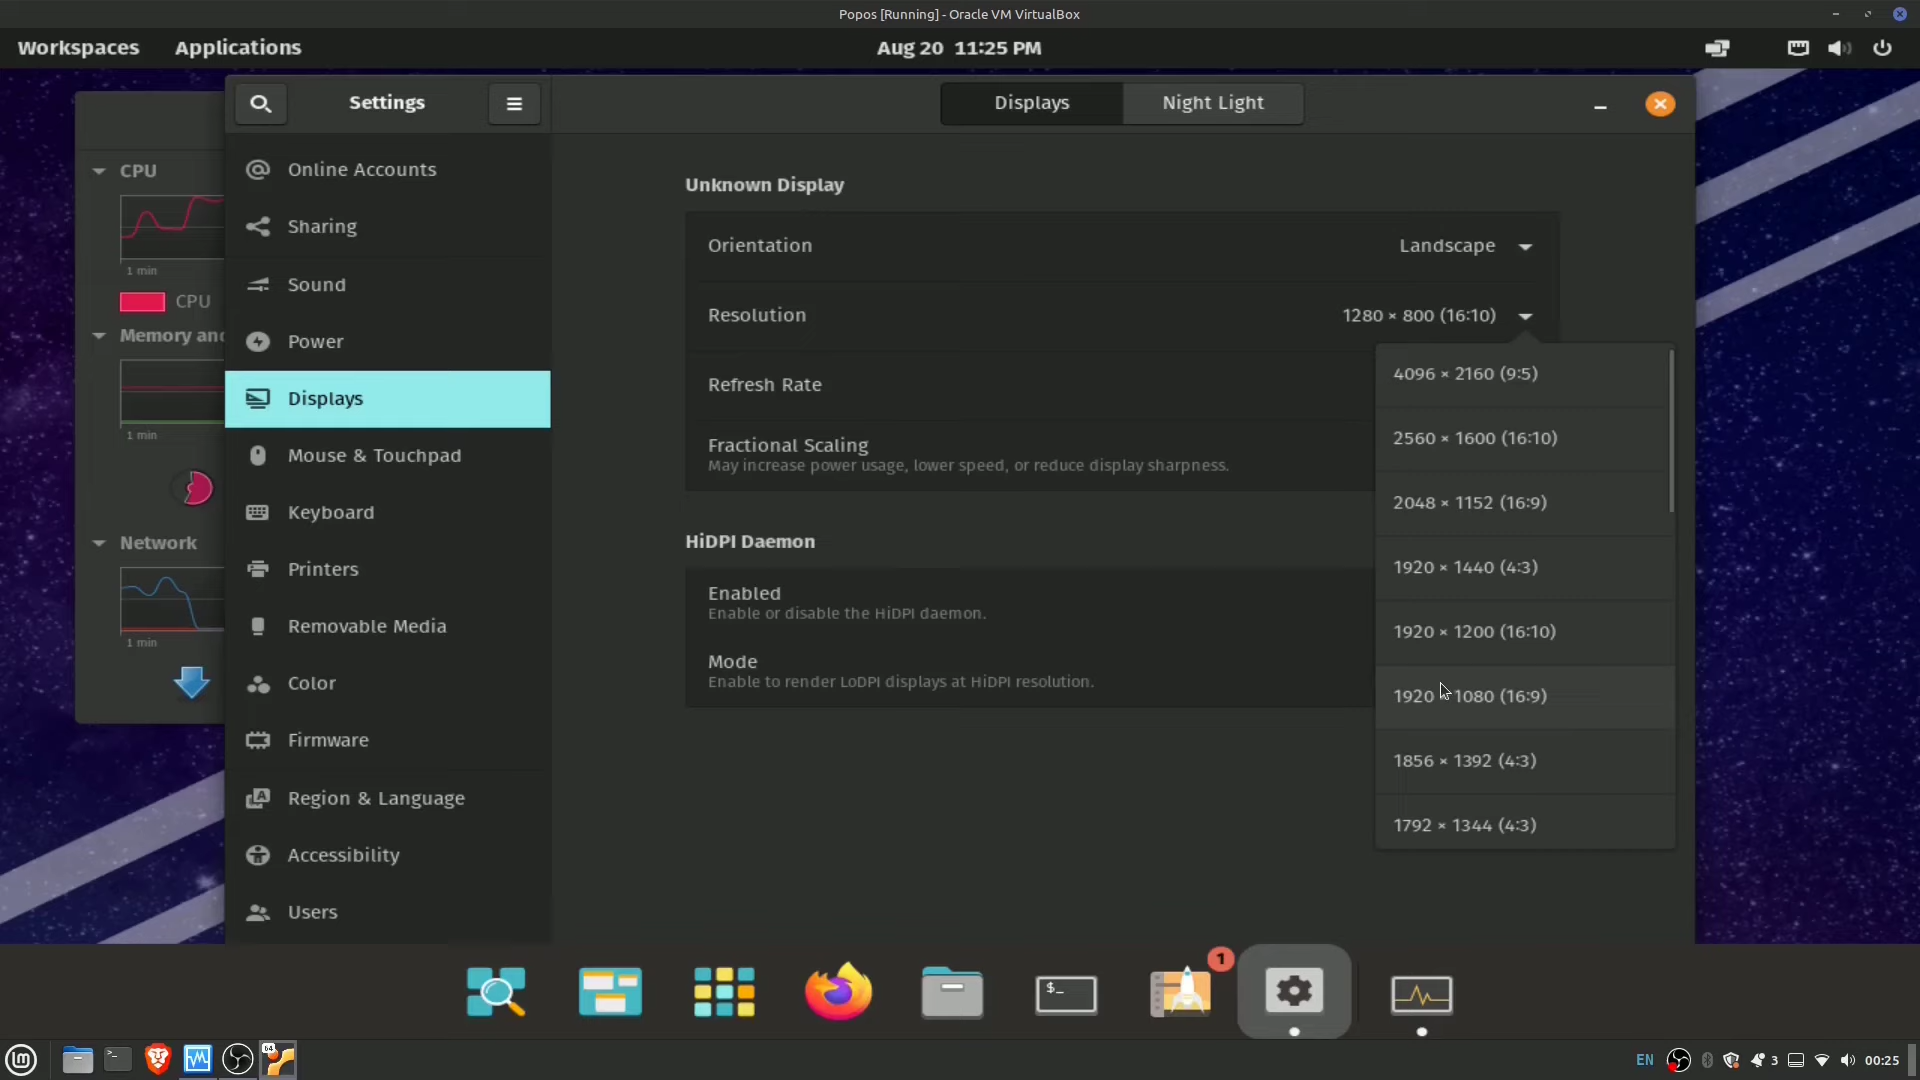 Popos [Running] - Oracle VM VirtualBox
Workspaces Applications Aug 20 11:25 PM
Settings Displays Night Light
CPU
1 min
CPU
Memory and
1 min
Network
1 min
Online Accounts
Sharing
Sound
Power
Displays
Mouse & Touchpad
Keyboard
Printers
Removable Media
Color
Firmware
Region & Language
Accessibility
Users
Unknown Display
Orientation Landscape
Resolution 1280 × 800 (16:10)
Refresh Rate
Fractional Scaling
May increase power usage, lower speed, or reduce display sharpness.
HiDPI Daemon
Enabled
Enable or disable the HiDPI daemon.
Mode
Enable to render LoDPI displays at HiDPI resolution.
4096 × 2160 (9:5)
2560 × 1600 (16:10)
2048 × 1152 (16:9)
1920 × 1440 (4:3)
1920 × 1200 (16:10)
1920 × 1080 (16:9)
1856 × 1392 (4:3)
1792 × 1344 (4:3)
$_
1
64
EN 3 00:25